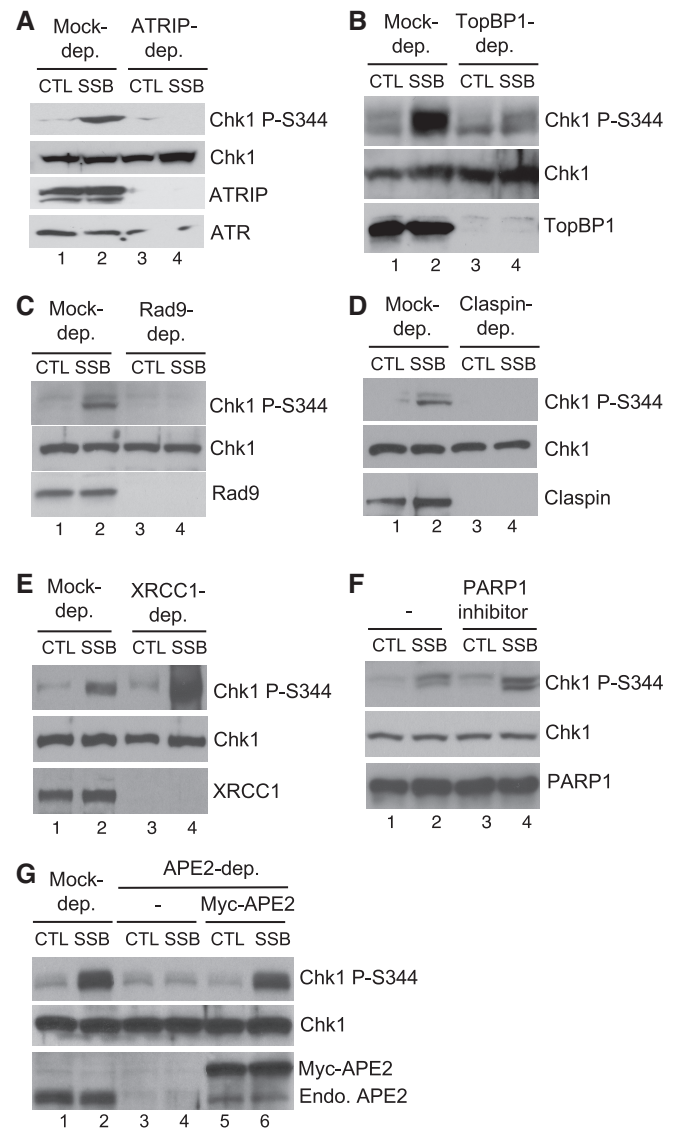 A
Mock-
dep.
ATRIP-
dep.
CTL SSB CTL SSB
Chk1 P-S344
Chk1
ATRIP
ATR
1 2 3 4
B
Mock-
dep.
TopBP1-
dep.
CTL SSB CTL SSB
Chk1 P-S344
Chk1
TopBP1
1 2 3 4
C
Mock-
dep.
Rad9-
dep.
CTL SSB CTL SSB
Chk1 P-S344
Chk1
Rad9
1 2 3 4
D
Mock-
dep.
Claspin-
dep.
CTL SSB CTL SSB
Chk1 P-S344
Chk1
Claspin
1 2 3 4
E
Mock-
dep.
XRCC1-
dep.
CTL SSB CTL SSB
Chk1 P-S344
Chk1
XRCC1
1 2 3 4
F
-
PARP1
inhibitor
CTL SSB CTL SSB
Chk1 P-S344
Chk1
PARP1
1 2 3 4
G
Mock-
dep.
APE2-dep.
- Myc-APE2
CTL SSB CTL SSB CTL SSB
Chk1 P-S344
Chk1
Myc-APE2
Endo. APE2
1 2 3 4 5 6